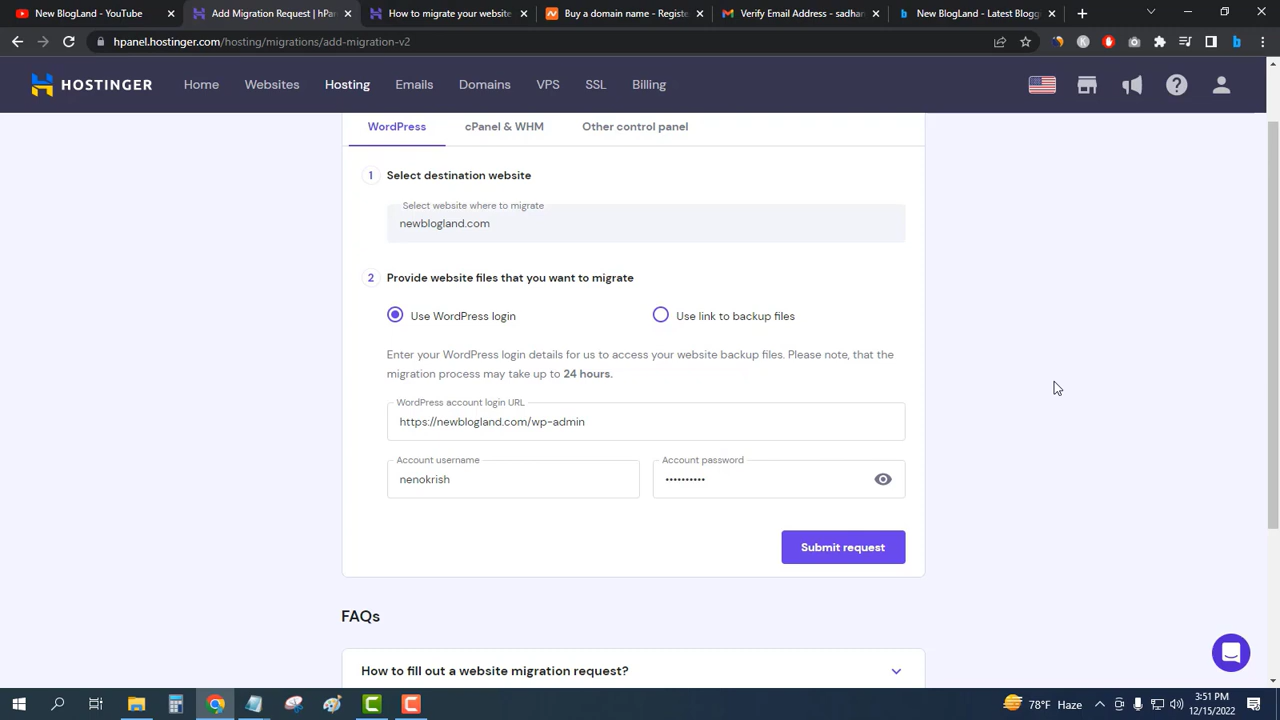 New BlogLand - YouTube
Add Migration Request | hPan
How to migrate your website
Buy a domain name - Registe
Verify Email Address - sadhan
New BlogLand - Latest Blogg
hpanel.hostinger.com/hosting/migrations/add-migration-v2
HOSTINGER
Home
Websites
Hosting
Emails
Domains
VPS
SSL
Billing
WordPress
cPanel & WHM
Other control panel
1 Select destination website
Select website where to migrate
newblogland.com
2 Provide website files that you want to migrate
Use WordPress login
Use link to backup files
Enter your WordPress login details for us to access your website backup files. Please note, that the
migration process may take up to 24 hours.
WordPress account login URL
https://newblogland.com/wp-admin
Account username
Account password
nenokrish
••••••••••
Submit request
FAQs
How to fill out a website migration request?
78°F Haze
3:51 PM
12/15/2022